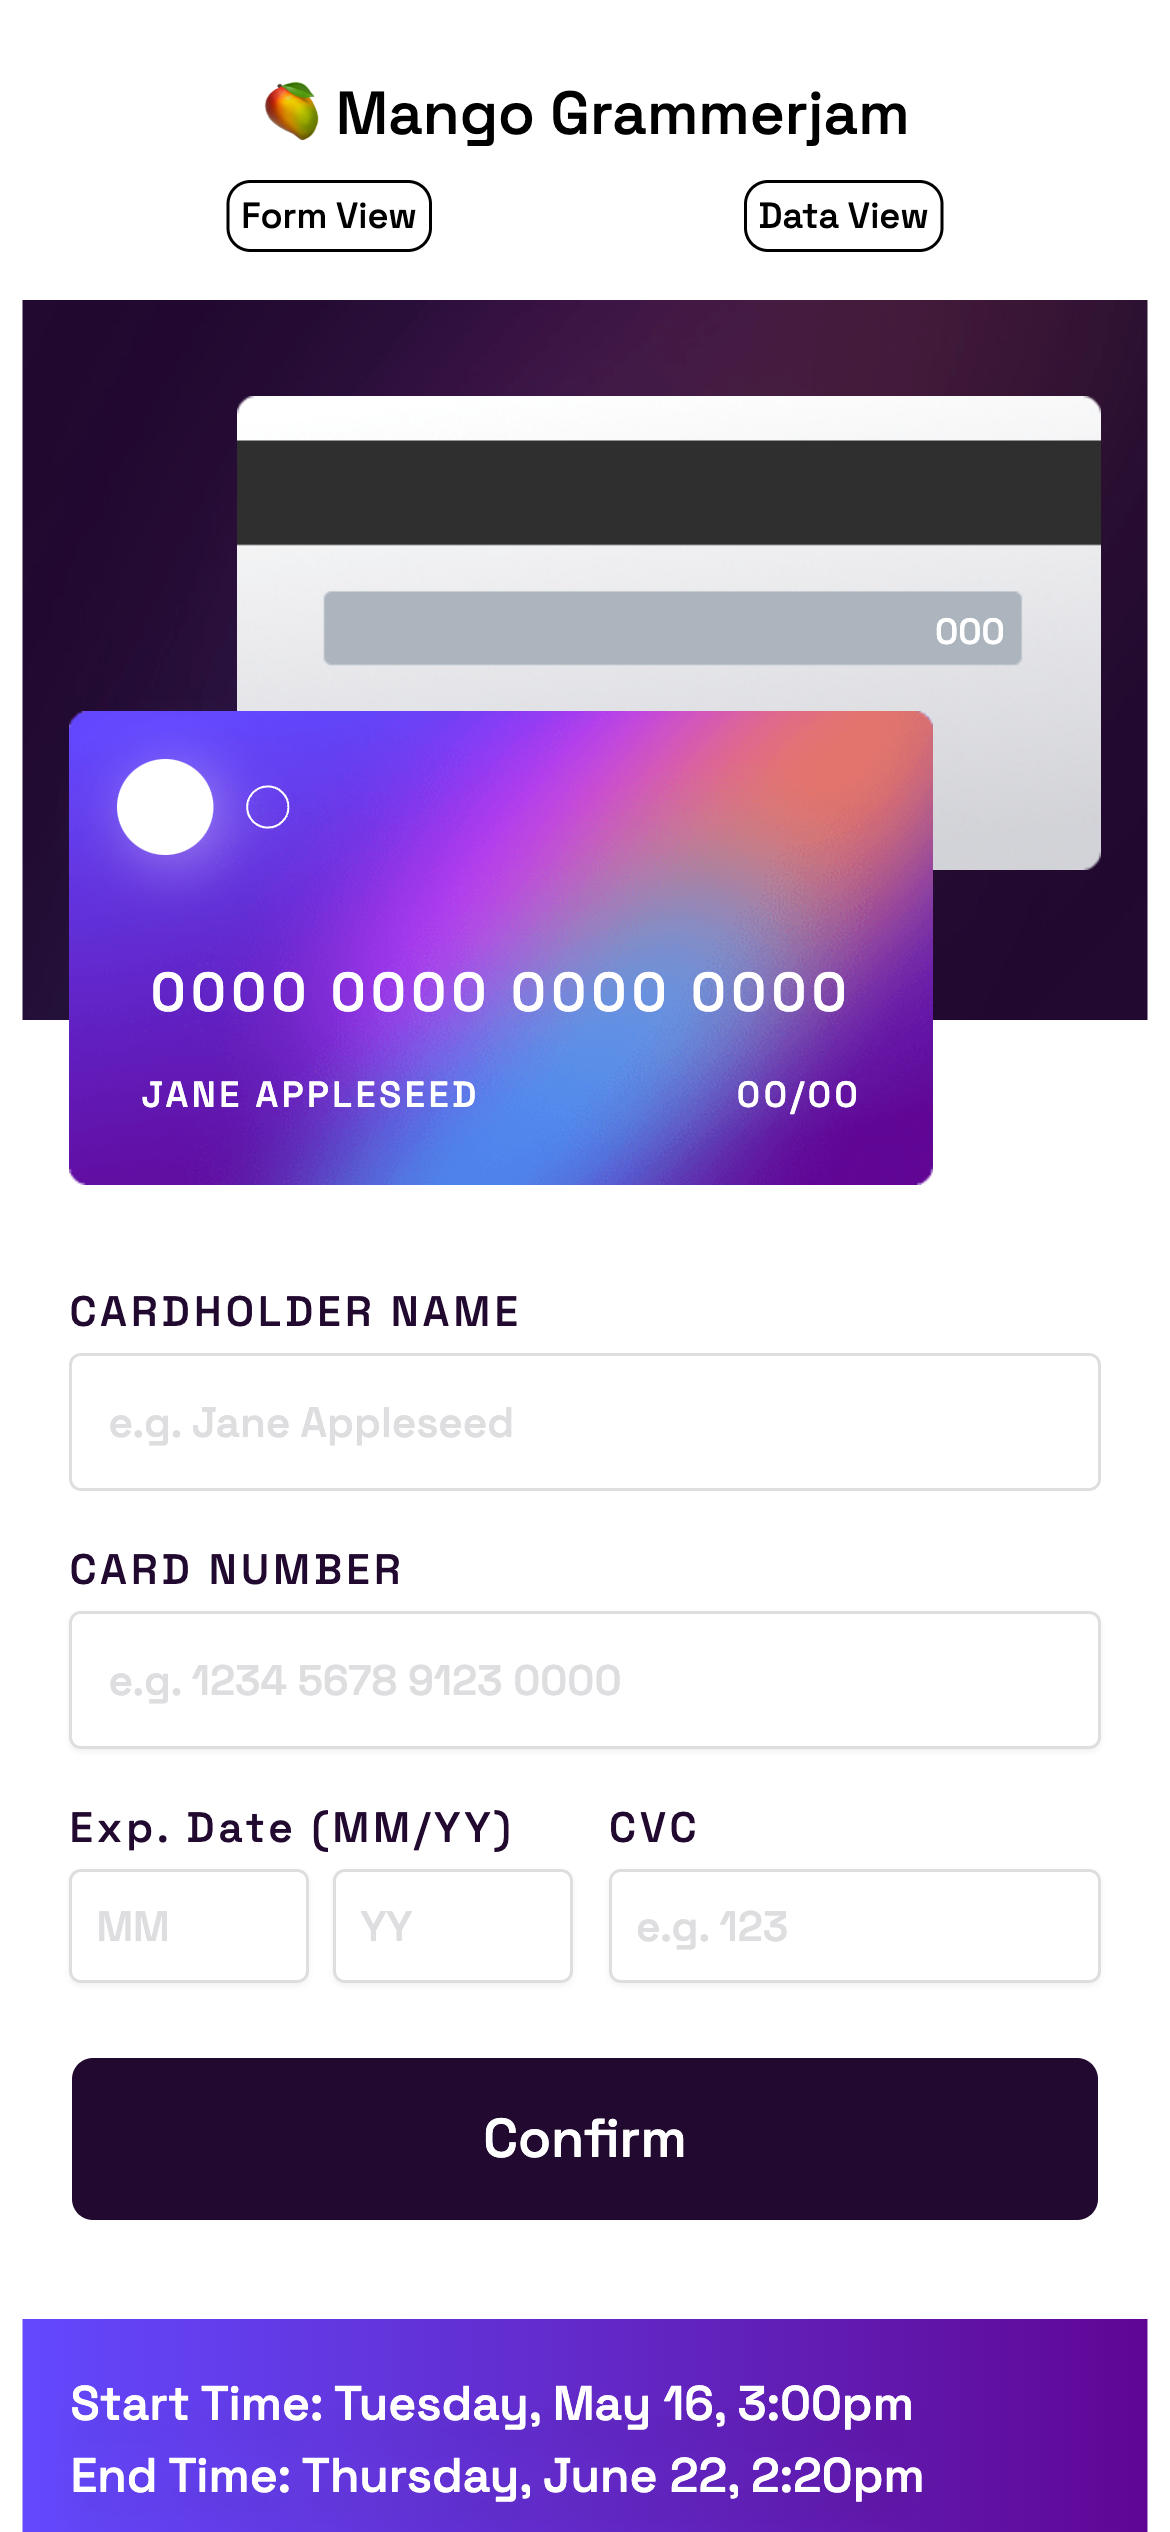 Mango Grammerjam
Form View Data View
000
0000 0000 0000 0000
JANE APPLESEED 00/00
CARDHOLDER NAME
e.g. Jane Appleseed
CARD NUMBER
e.g. 1234 5678 9123 0000
Exp. Date (MM/YY) CVC
MM YY e.g. 123
Confirm
Start Time: Tuesday, May 16, 3:00pm
End Time: Thursday, June 22, 2:20pm